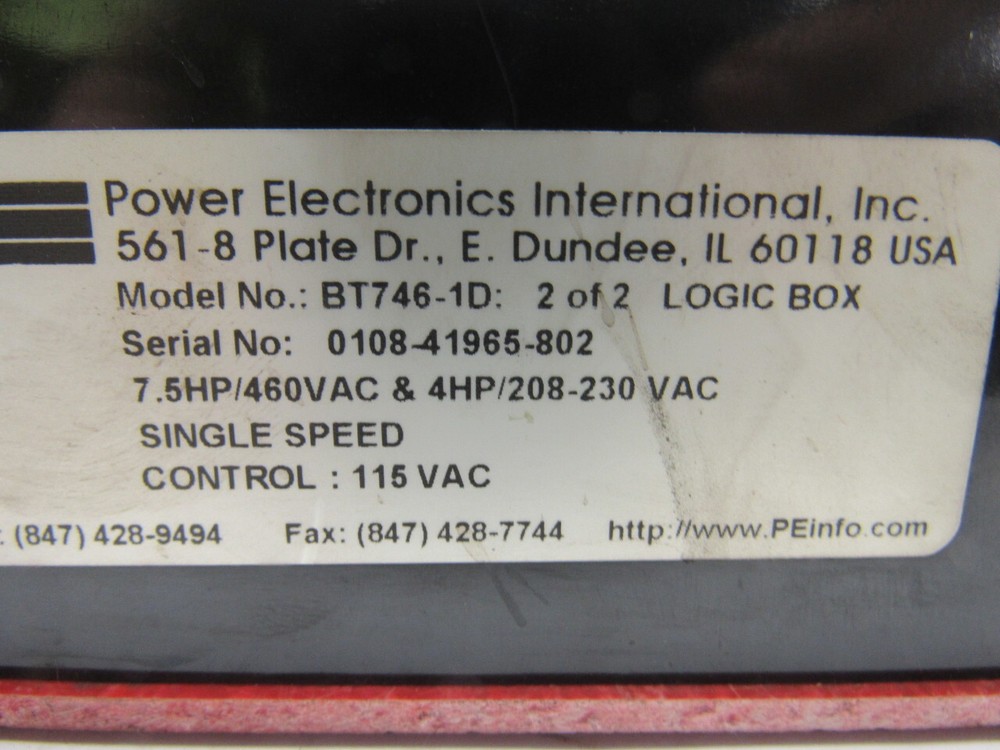 Power Electronics International, Inc.
561-8 Plate Dr., E. Dundee, IL 60118 USA
Model No.: BT746-1D: 2 of 2 LOGIC BOX
Serial No: 0108-41965-802
7.5HP/460VAC & 4HP/208-230 VAC
SINGLE SPEED
CONTROL : 115 VAC
: (847) 428-9494 Fax: (847) 428-7744 http://www.PEinfo.com